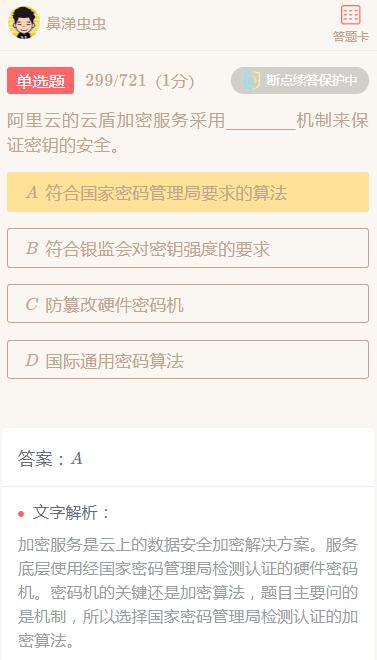 鼻涕虫虫
答题卡
单选题 299/721 (1分) 断点续答保护中
阿里云的云盾加密服务采用________机制来保
证密钥的安全。
A 符合国家密码管理局要求的算法
B 符合银监会对密钥强度的要求
C 防篡改硬件密码机
D 国际通用密码算法
答案：A
文字解析：
加密服务是云上的数据安全加密解决方案。服务
底层使用经国家密码管理局检测认证的硬件密码
机。密码机的关键还是加密算法，题目主要问的
是机制，所以选择国家密码管理局检测认证的加
密算法。